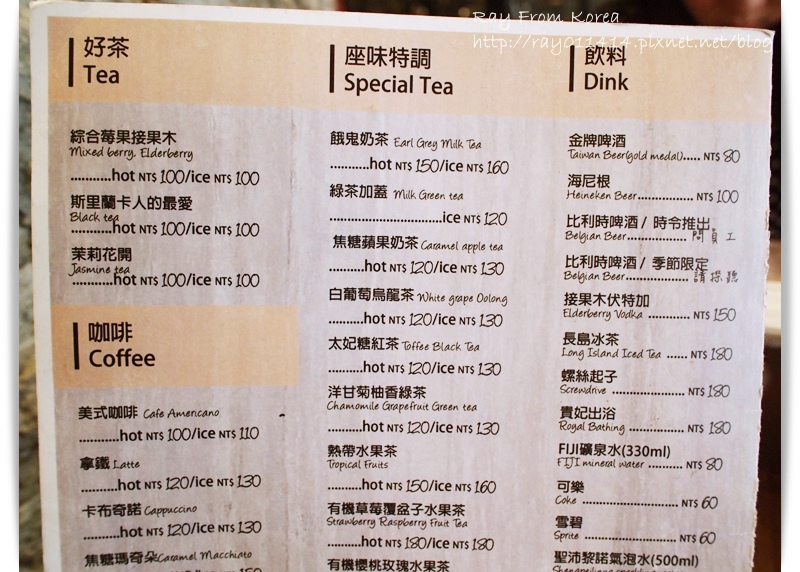 Ray From Korea
http://ray011414.pixnet.net/blog
好茶
Tea
綜合莓果接果木
Mixed berry, Elderberry
...........hot NT$ 100/ice NT$ 100
斯里蘭卡人的最愛
Black tea
...........hot NT$ 100/ice NT$ 100
茉莉花開
Jasmine tea
...........hot NT$ 100/ice NT$ 100
咖啡
Coffee
美式咖啡 Cafe Americano
...........hot NT$ 100/ice NT$ 110
拿鐵 Latte
...........hot NT$ 120/ice NT$ 130
卡布奇諾 Cappuccino
...........hot NT$ 120/ice NT$ 130
焦糖瑪奇朵 Caramel Macchiato
座味特調
Special Tea
餓鬼奶茶 Earl Grey Milk Tea
...........hot NT$ 150/ice NT$ 160
綠茶加蓋 Milk Green tea
...............................ice NT$ 120
焦糖蘋果奶茶 Caramel apple tea
...........hot NT$ 120/ice NT$ 130
白葡萄烏龍茶 White grape Oolong
...........hot NT$ 120/ice NT$ 130
太妃糖紅茶 Toffee Black Tea
...........hot NT$ 120/ice NT$ 130
洋甘菊柚香綠茶
Chamomile Grapefruit Green tea
...........hot NT$ 120/ice NT$ 130
熱帶水果茶
Tropical Fruits
...........hot NT$ 150/ice NT$ 160
有機草莓覆盆子水果茶
Strawberry Raspberry Fruit Tea
...........hot NT$ 180/ice NT$ 180
有機櫻桃玫瑰水果茶
飲料
Dink
金牌啤酒
Taiwan Beer(gold medal)..... NT$ 80
海尼根
Heineken Beer.................. NT$ 100
比利時啤酒 / 時令推出
Belgian Beer................ 問員工
比利時啤酒 / 季節限定
Belgian Beer................. 請探聽
接果木伏特加
Elderberry Vodka ........... NT$ 150
長島冰茶
Long Island Iced Tea ...... NT$ 180
螺絲起子
Screwdrive .................... NT$ 180
貴妃出浴
Royal Bathing ................ NT$ 180
FIJI礦泉水(330ml)
FIJI mineral water .......... NT$ 80
可樂
Coke .......................... NT$ 60
雪碧
Sprite .......................... NT$ 60
聖沛黎諾氣泡水(500ml)